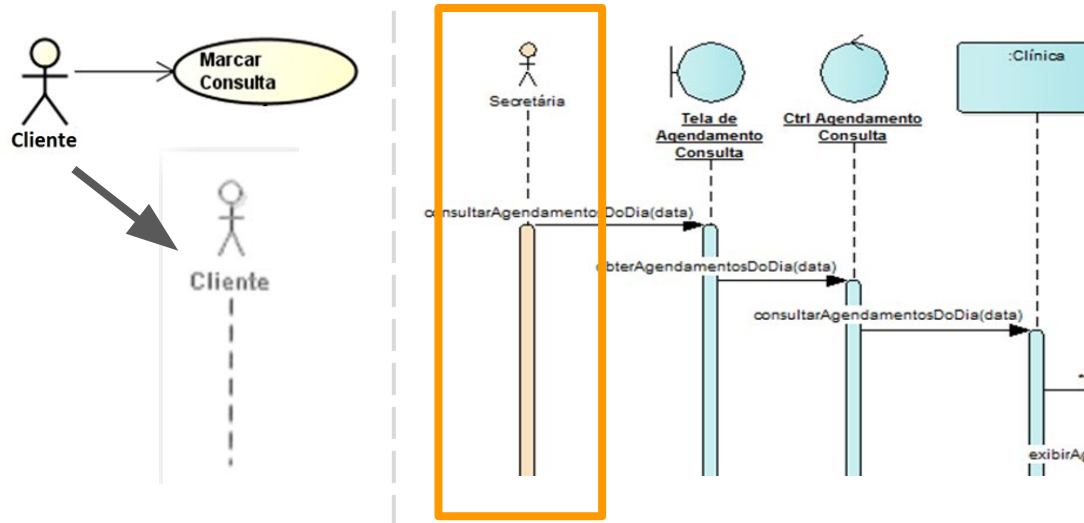 Marcar
Consulta
Cliente
Cliente
Secretária
Tela de
Agendamento
Consulta
Ctrl Agendamento
Consulta
:Clínica
consultarAgendamentosDoDia(data)
obterAgendamentosDoDia(data)
consultarAgendamentosDoDia(data)
exibirAg